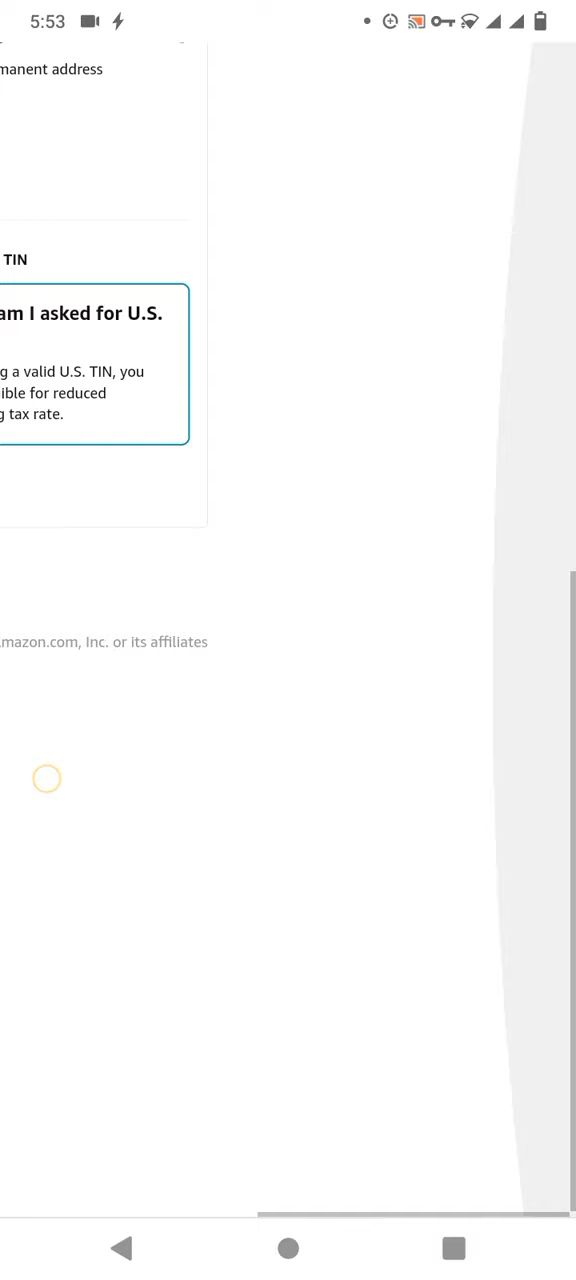 5:53
manent address
TIN
am I asked for U.S.
g a valid U.S. TIN, you
ible for reduced
g tax rate.
mazon.com, Inc. or its affiliates